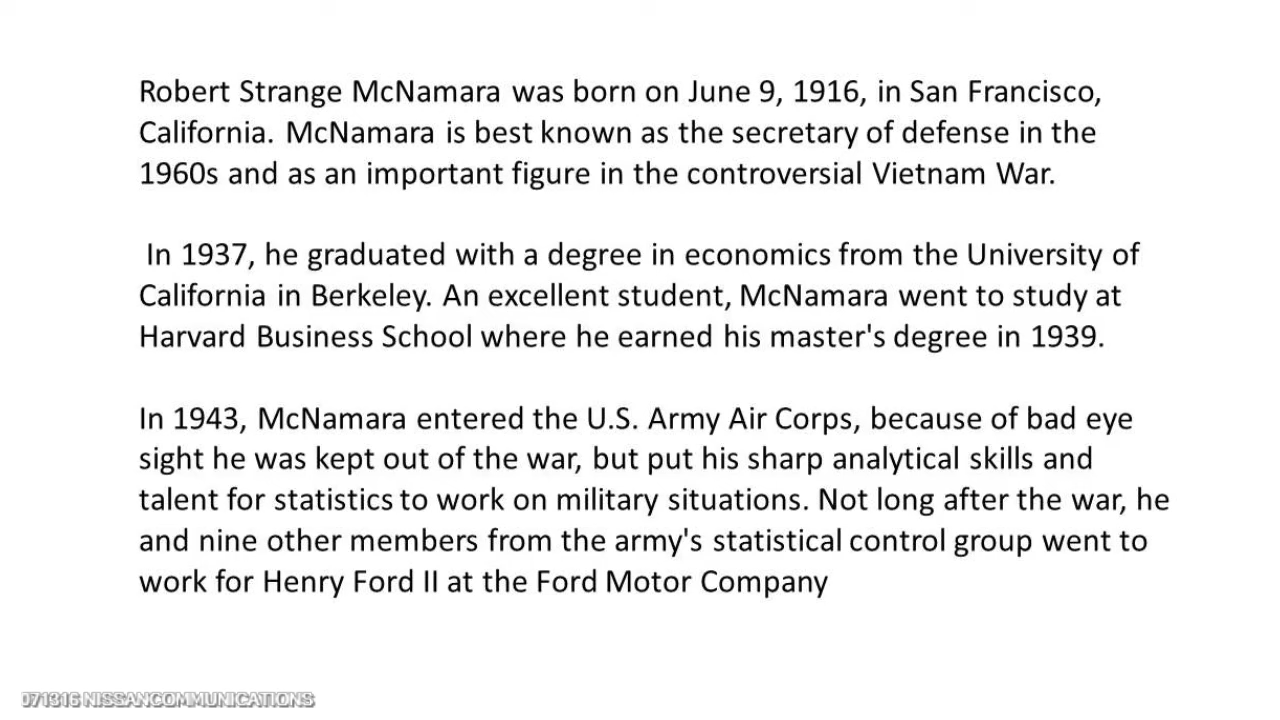 Robert Strange McNamara was born on June 9, 1916, in San Francisco,
California. McNamara is best known as the secretary of defense in the
1960s and as an important figure in the controversial Vietnam War.
In 1937, he graduated with a degree in economics from the University of
California in Berkeley. An excellent student, McNamara went to study at
Harvard Business School where he earned his master's degree in 1939.
In 1943, McNamara entered the U.S. Army Air Corps, because of bad eye
sight he was kept out of the war, but put his sharp analytical skills and
talent for statistics to work on military situations. Not long after the war, he
and nine other members from the army's statistical control group went to
work for Henry Ford II at the Ford Motor Company
071316 NISSANCOMMUNICATIONS